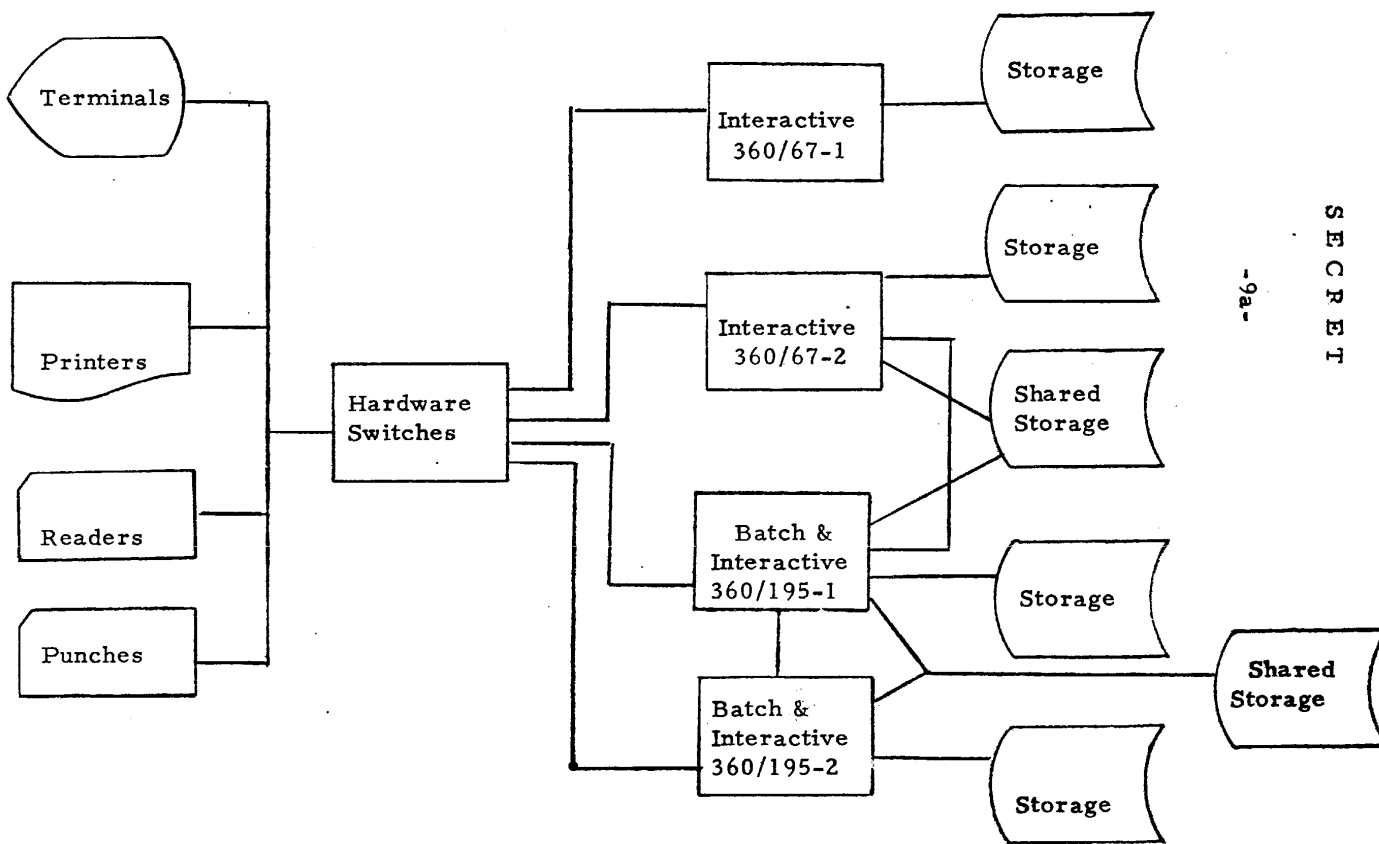 Terminals
Printers
Readers
Punches
Hardware
Switches
Interactive
360/67-1
Interactive
360/67-2
Batch &
Interactive
360/195-1
Batch &
Interactive
360/195-2
Storage
Storage
Shared
Storage
Storage
Shared
Storage
Storage
SECRET
-9a-